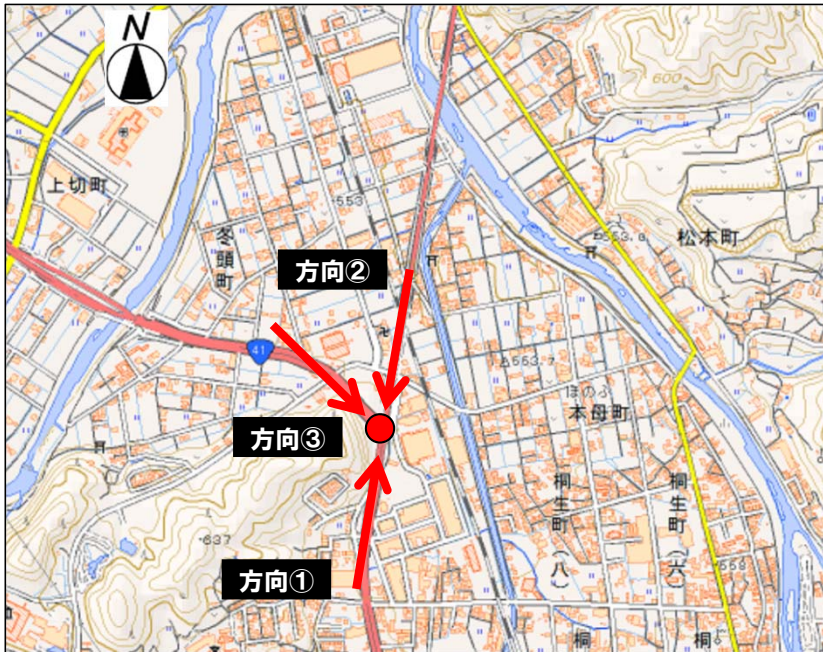 N
600
上切町
553
冬頭町
553.8
松本町
方向②
41
553.7
ほのぶ
本母町
方向③
桐生町(八)
桐生町(六)
637
方向①
558
桐
桐